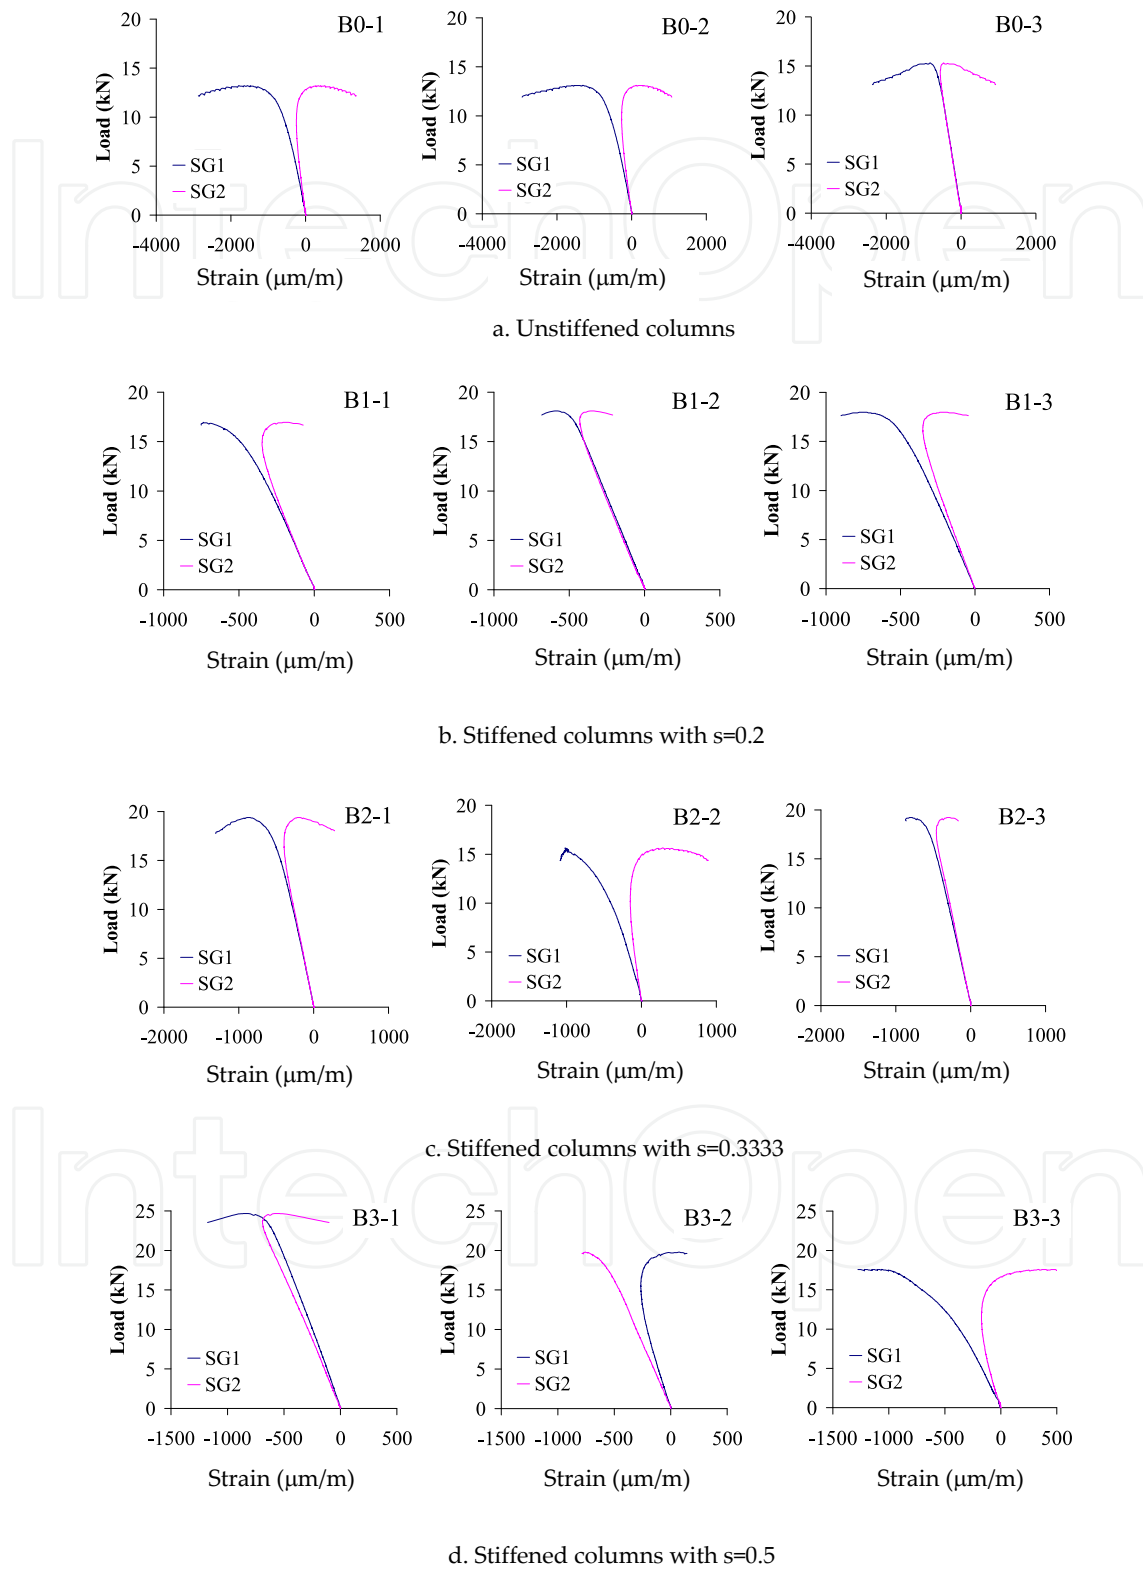 B0-1
20
15
10
5
0
Load (kN)
SG1
SG2
-4000 -2000 0 2000
Strain (μm/m)
B0-2
20
15
10
5
0
Load (kN)
SG1
SG2
-4000 -2000 0 2000
Strain (μm/m)
B0-3
20
15
10
5
0
Load (kN)
SG1
SG2
-4000 -2000 0 2000
Strain (μm/m)
a. Unstiffened columns
B1-1
20
15
10
5
0
Load (kN)
SG1
SG2
-1000 -500 0 500
Strain (μm/m)
B1-2
20
15
10
5
0
Load (kN)
SG1
SG2
-1000 -500 0 500
Strain (μm/m)
B1-3
20
15
10
5
0
Load (kN)
SG1
SG2
-1000 -500 0 500
Strain (μm/m)
b. Stiffened columns with s=0.2
B2-1
20
15
10
5
0
Load (kN)
SG1
SG2
-2000 -1000 0 1000
Strain (μm/m)
B2-2
20
15
10
5
0
Load (kN)
SG1
SG2
-2000 -1000 0 1000
Strain (μm/m)
B2-3
20
15
10
5
0
Load (kN)
SG1
SG2
-2000 -1000 0 1000
Strain (μm/m)
c. Stiffened columns with s=0.3333
B3-1
25
20
15
10
5
0
Load (kN)
SG1
SG2
-1500 -1000 -500 0 500
Strain (μm/m)
B3-2
25
20
15
10
5
0
Load (kN)
SG1
SG2
-1500 -1000 -500 0 500
Strain (μm/m)
B3-3
25
20
15
10
5
0
Load (kN)
SG1
SG2
-1500 -1000 -500 0 500
Strain (μm/m)
d. Stiffened columns with s=0.5
IntechOpen
IntechOpen